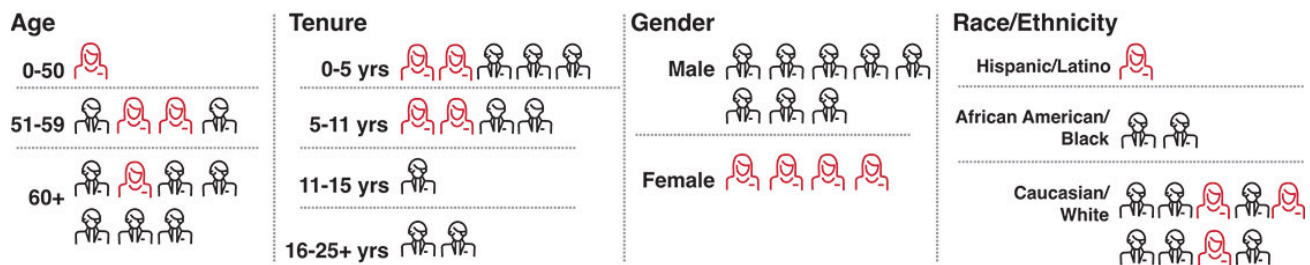 Age
0-50
51-59
60+
Tenure
0-5 yrs
5-11 yrs
11-15 yrs
16-25+ yrs
Gender
Male
Female
Race/Ethnicity
Hispanic/Latino
African American/
Black
Caucasian/
White